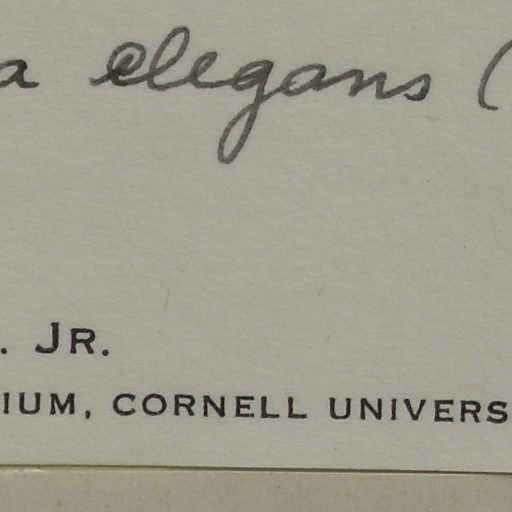 a elegans (
. JR.
IUM, CORNELL UNIVERS